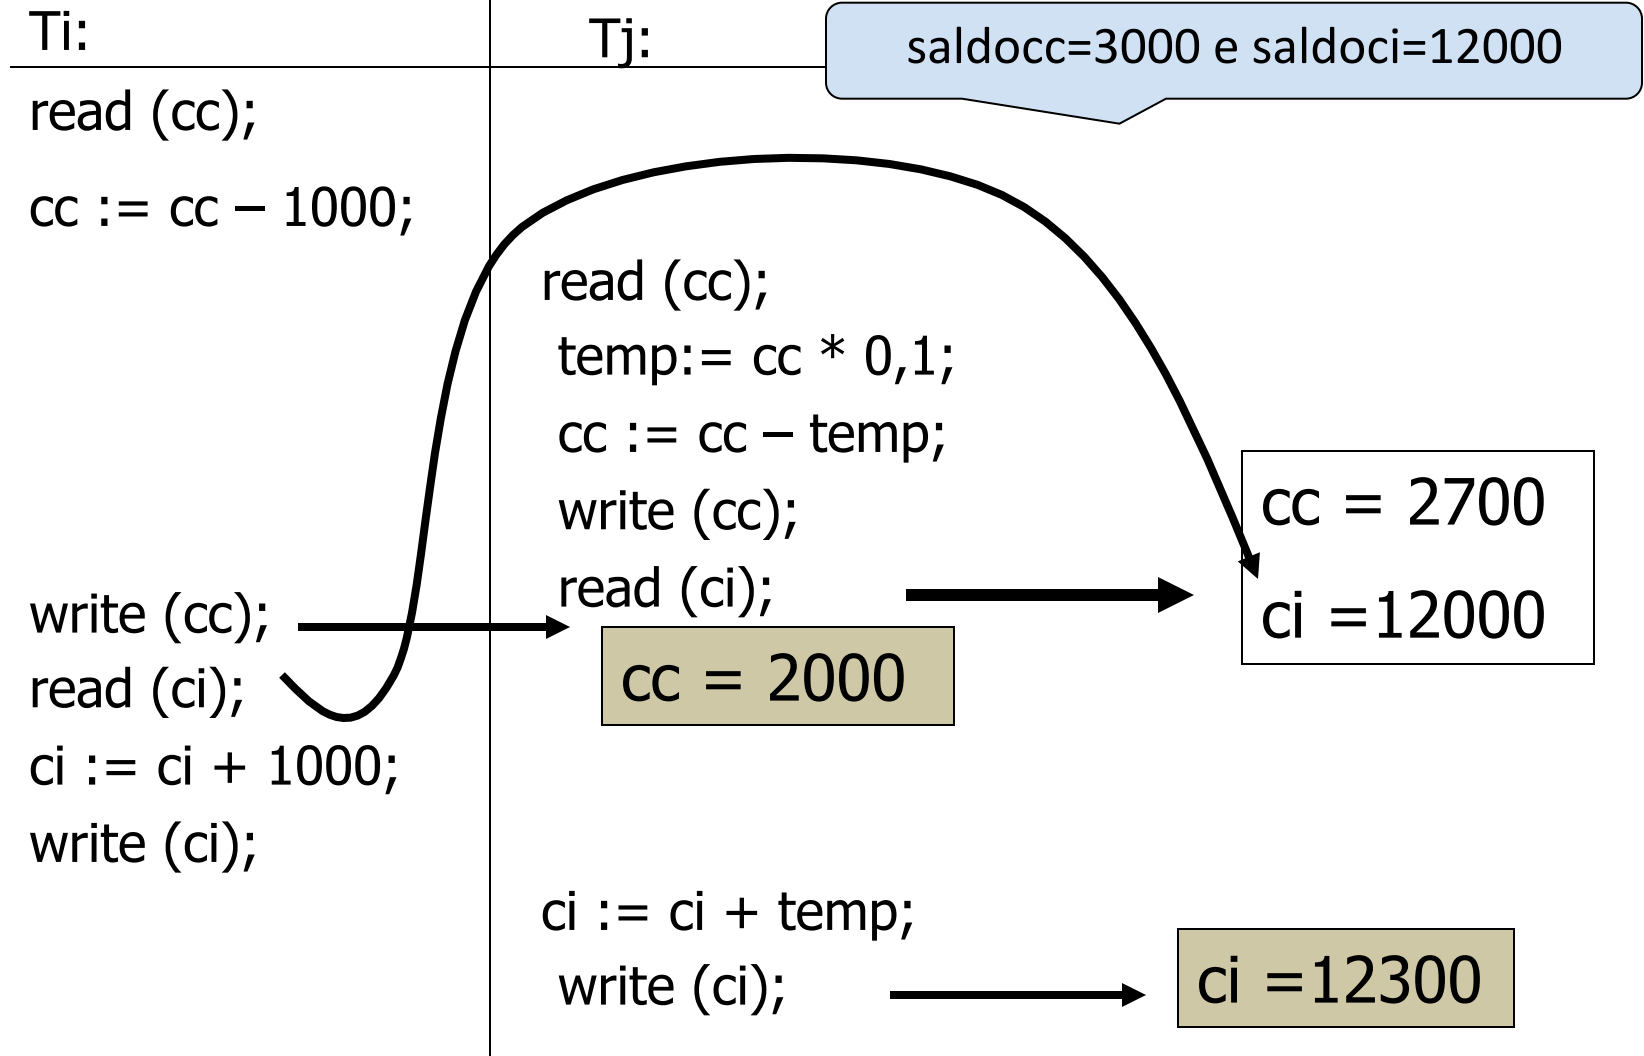 Ti:
Tj:
saldocc=3000 e saldoci=12000
read (cc);
cc := cc – 1000;
read (cc);
temp:= cc * 0,1;
cc := cc – temp;
write (cc);
read (ci);
cc = 2700
ci =12000
write (cc);
cc = 2000
read (ci);
ci := ci + 1000;
write (ci);
ci := ci + temp;
write (ci);
ci =12300